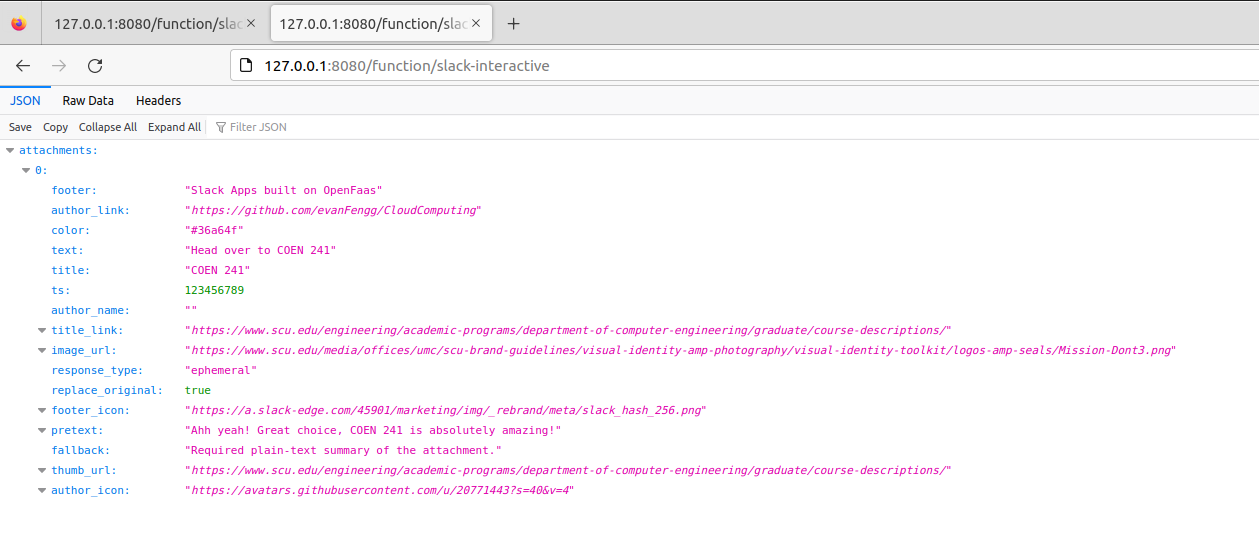 127.0.0.1:8080/function/slac
127.0.0.1:8080/function/slac
127.0.0.1:8080/function/slack-interactive
JSON Raw Data Headers
Save Copy Collapse All Expand All Filter JSON
attachments:
0:
footer: "Slack Apps built on OpenFaas"
author_link: "https://github.com/evanFengg/CloudComputing"
color: "#36a64f"
text: "Head over to COEN 241"
title: "COEN 241"
ts: 123456789
author_name: ""
title_link: "https://www.scu.edu/engineering/academic-programs/department-of-computer-engineering/graduate/course-descriptions/"
image_url: "https://www.scu.edu/media/offices/umc/scu-brand-guidelines/visual-identity-amp-photography/visual-identity-toolkit/logos-amp-seals/Mission-Dont3.png"
response_type: "ephemeral"
replace_original: true
footer_icon: "https://a.slack-edge.com/45901/marketing/img/_rebrand/meta/slack_hash_256.png"
pretext: "Ahh yeah! Great choice, COEN 241 is absolutely amazing!"
fallback: "Required plain-text summary of the attachment."
thumb_url: "https://www.scu.edu/engineering/academic-programs/department-of-computer-engineering/graduate/course-descriptions/"
author_icon: "https://avatars.githubusercontent.com/u/20771443?s=40&v=4"